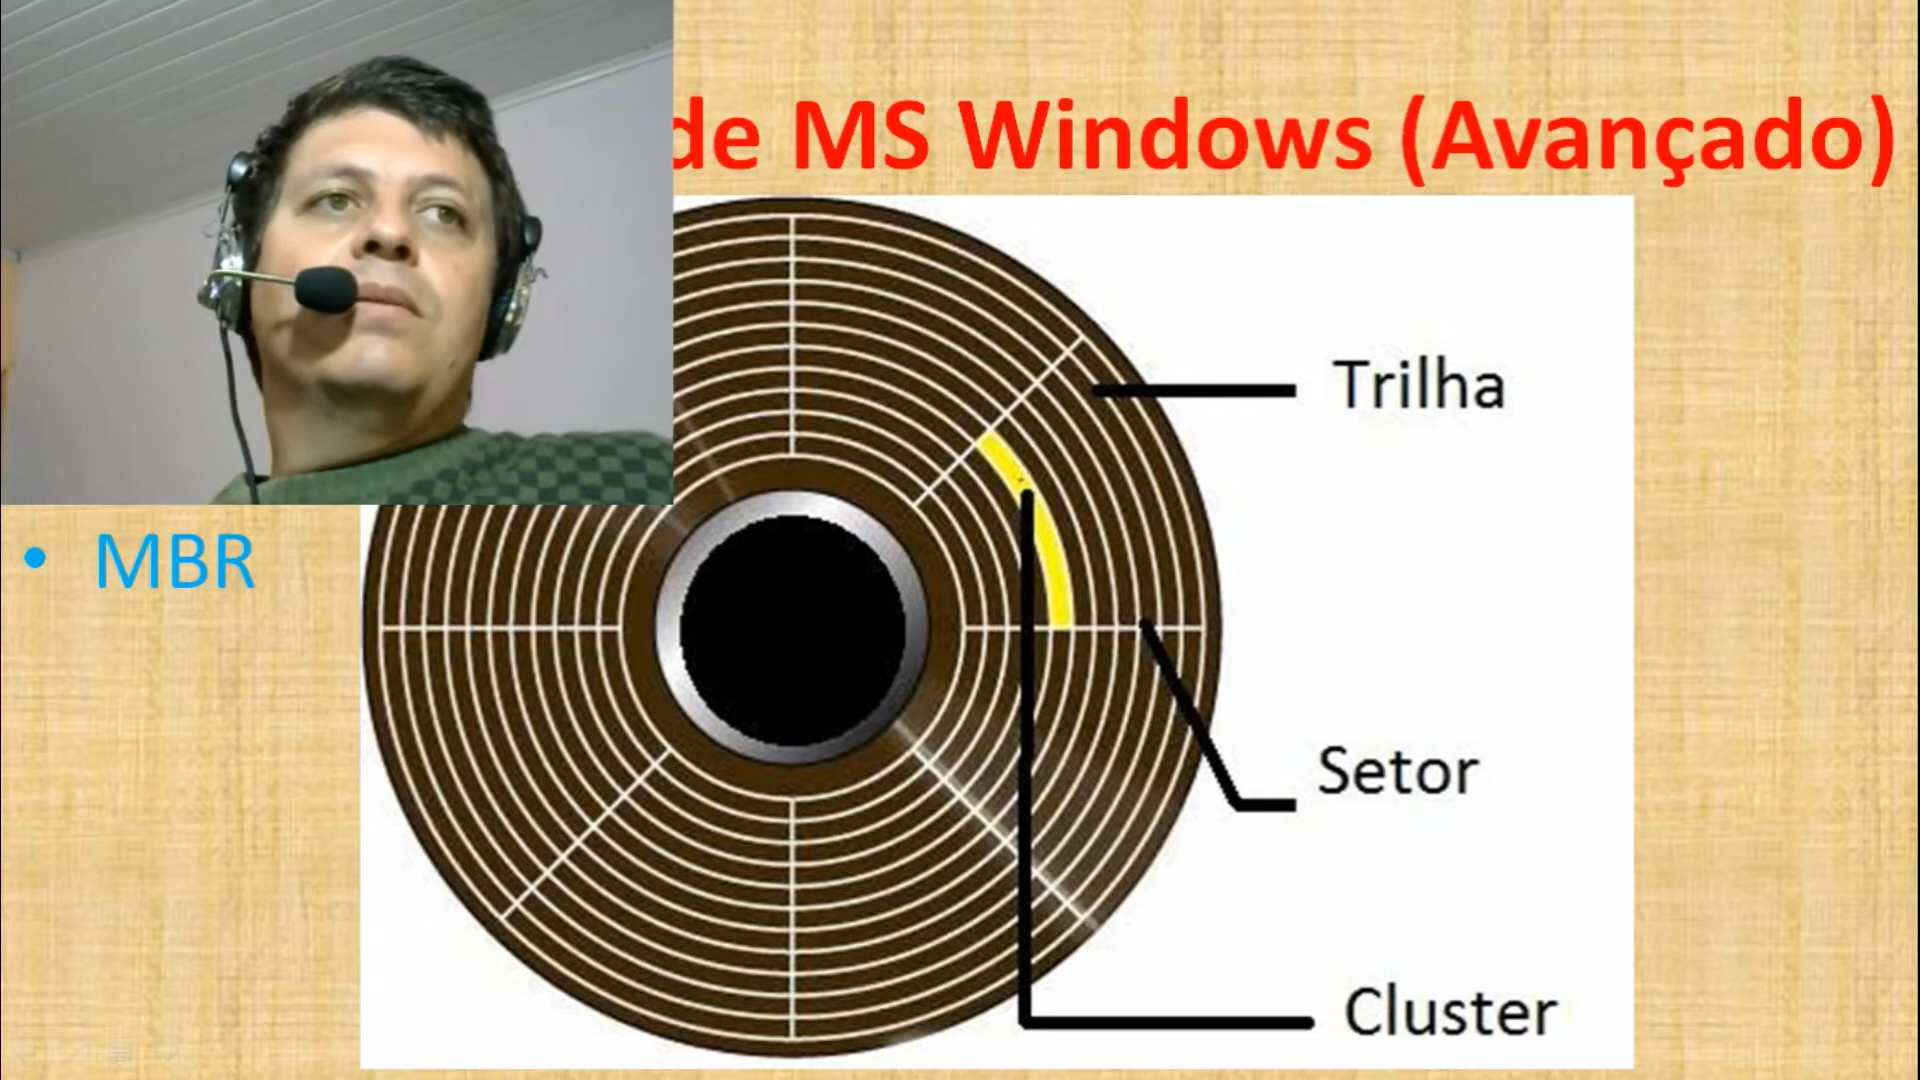 de MS Windows (Avançado)
Trilha
• MBR
Setor
Cluster